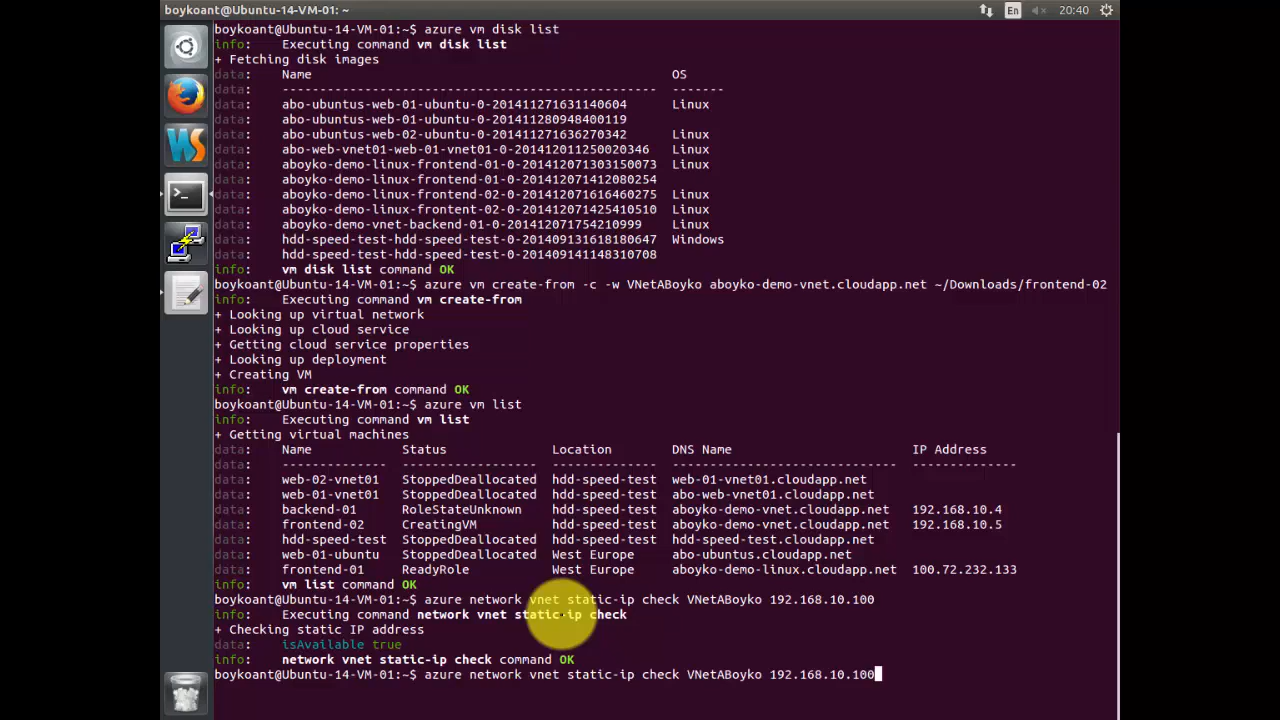 boykoant@Ubuntu-14-VM-01: ~
En
20:40
boykoant@Ubuntu-14-VM-01:~$ azure vm disk list
info: Executing command vm disk list
+ Fetching disk images
data: Name OS
data: -------------------------------------------------- -------
data: abo-ubuntus-web-01-ubuntu-0-201411271631140604 Linux
data: abo-ubuntus-web-01-ubuntu-0-201411280948400119
data: abo-ubuntus-web-02-ubuntu-0-201411271636270342 Linux
data: abo-web-vnet01-web-01-vnet01-0-201412011250020346 Linux
data: aboyko-demo-linux-frontend-01-0-201412071303150073 Linux
data: aboyko-demo-linux-frontend-01-0-201412071412080254
data: aboyko-demo-linux-frontend-02-0-201412071616460275 Linux
data: aboyko-demo-linux-frontent-02-0-201412071425410510 Linux
data: aboyko-demo-vnet-backend-01-0-201412071754210999 Linux
data: hdd-speed-test-hdd-speed-test-0-201409131618180647 Windows
data: hdd-speed-test-hdd-speed-test-0-201409141148310708
info: vm disk list command OK
boykoant@Ubuntu-14-VM-01:~$ azure vm create-from -c -w VNetABoyko aboyko-demo-vnet.cloudapp.net ~/Downloads/frontend-02
info: Executing command vm create-from
+ Looking up virtual network
+ Looking up cloud service
+ Getting cloud service properties
+ Looking up deployment
+ Creating VM
info: vm create-from command OK
boykoant@Ubuntu-14-VM-01:~$ azure vm list
info: Executing command vm list
+ Getting virtual machines
data: Name Status Location DNS Name IP Address
data: -------------- ------------------ -------------- ------------------------------ --------------
data: web-02-vnet01 StoppedDeallocated hdd-speed-test web-01-vnet01.cloudapp.net
data: web-01-vnet01 StoppedDeallocated hdd-speed-test abo-web-vnet01.cloudapp.net
data: backend-01 RoleStateUnknown hdd-speed-test aboyko-demo-vnet.cloudapp.net 192.168.10.4
data: frontend-02 CreatingVM hdd-speed-test aboyko-demo-vnet.cloudapp.net 192.168.10.5
data: hdd-speed-test StoppedDeallocated hdd-speed-test hdd-speed-test.cloudapp.net
data: web-01-ubuntu StoppedDeallocated West Europe abo-ubuntus.cloudapp.net
data: frontend-01 ReadyRole West Europe aboyko-demo-linux.cloudapp.net 100.72.232.133
info: vm list command OK
boykoant@Ubuntu-14-VM-01:~$ azure network vnet static-ip check VNetABoyko 192.168.10.100
info: Executing command network vnet static-ip check
+ Checking static IP address
data: isAvailable true
info: network vnet static-ip check command OK
boykoant@Ubuntu-14-VM-01:~$ azure network vnet static-ip check VNetABoyko 192.168.10.100